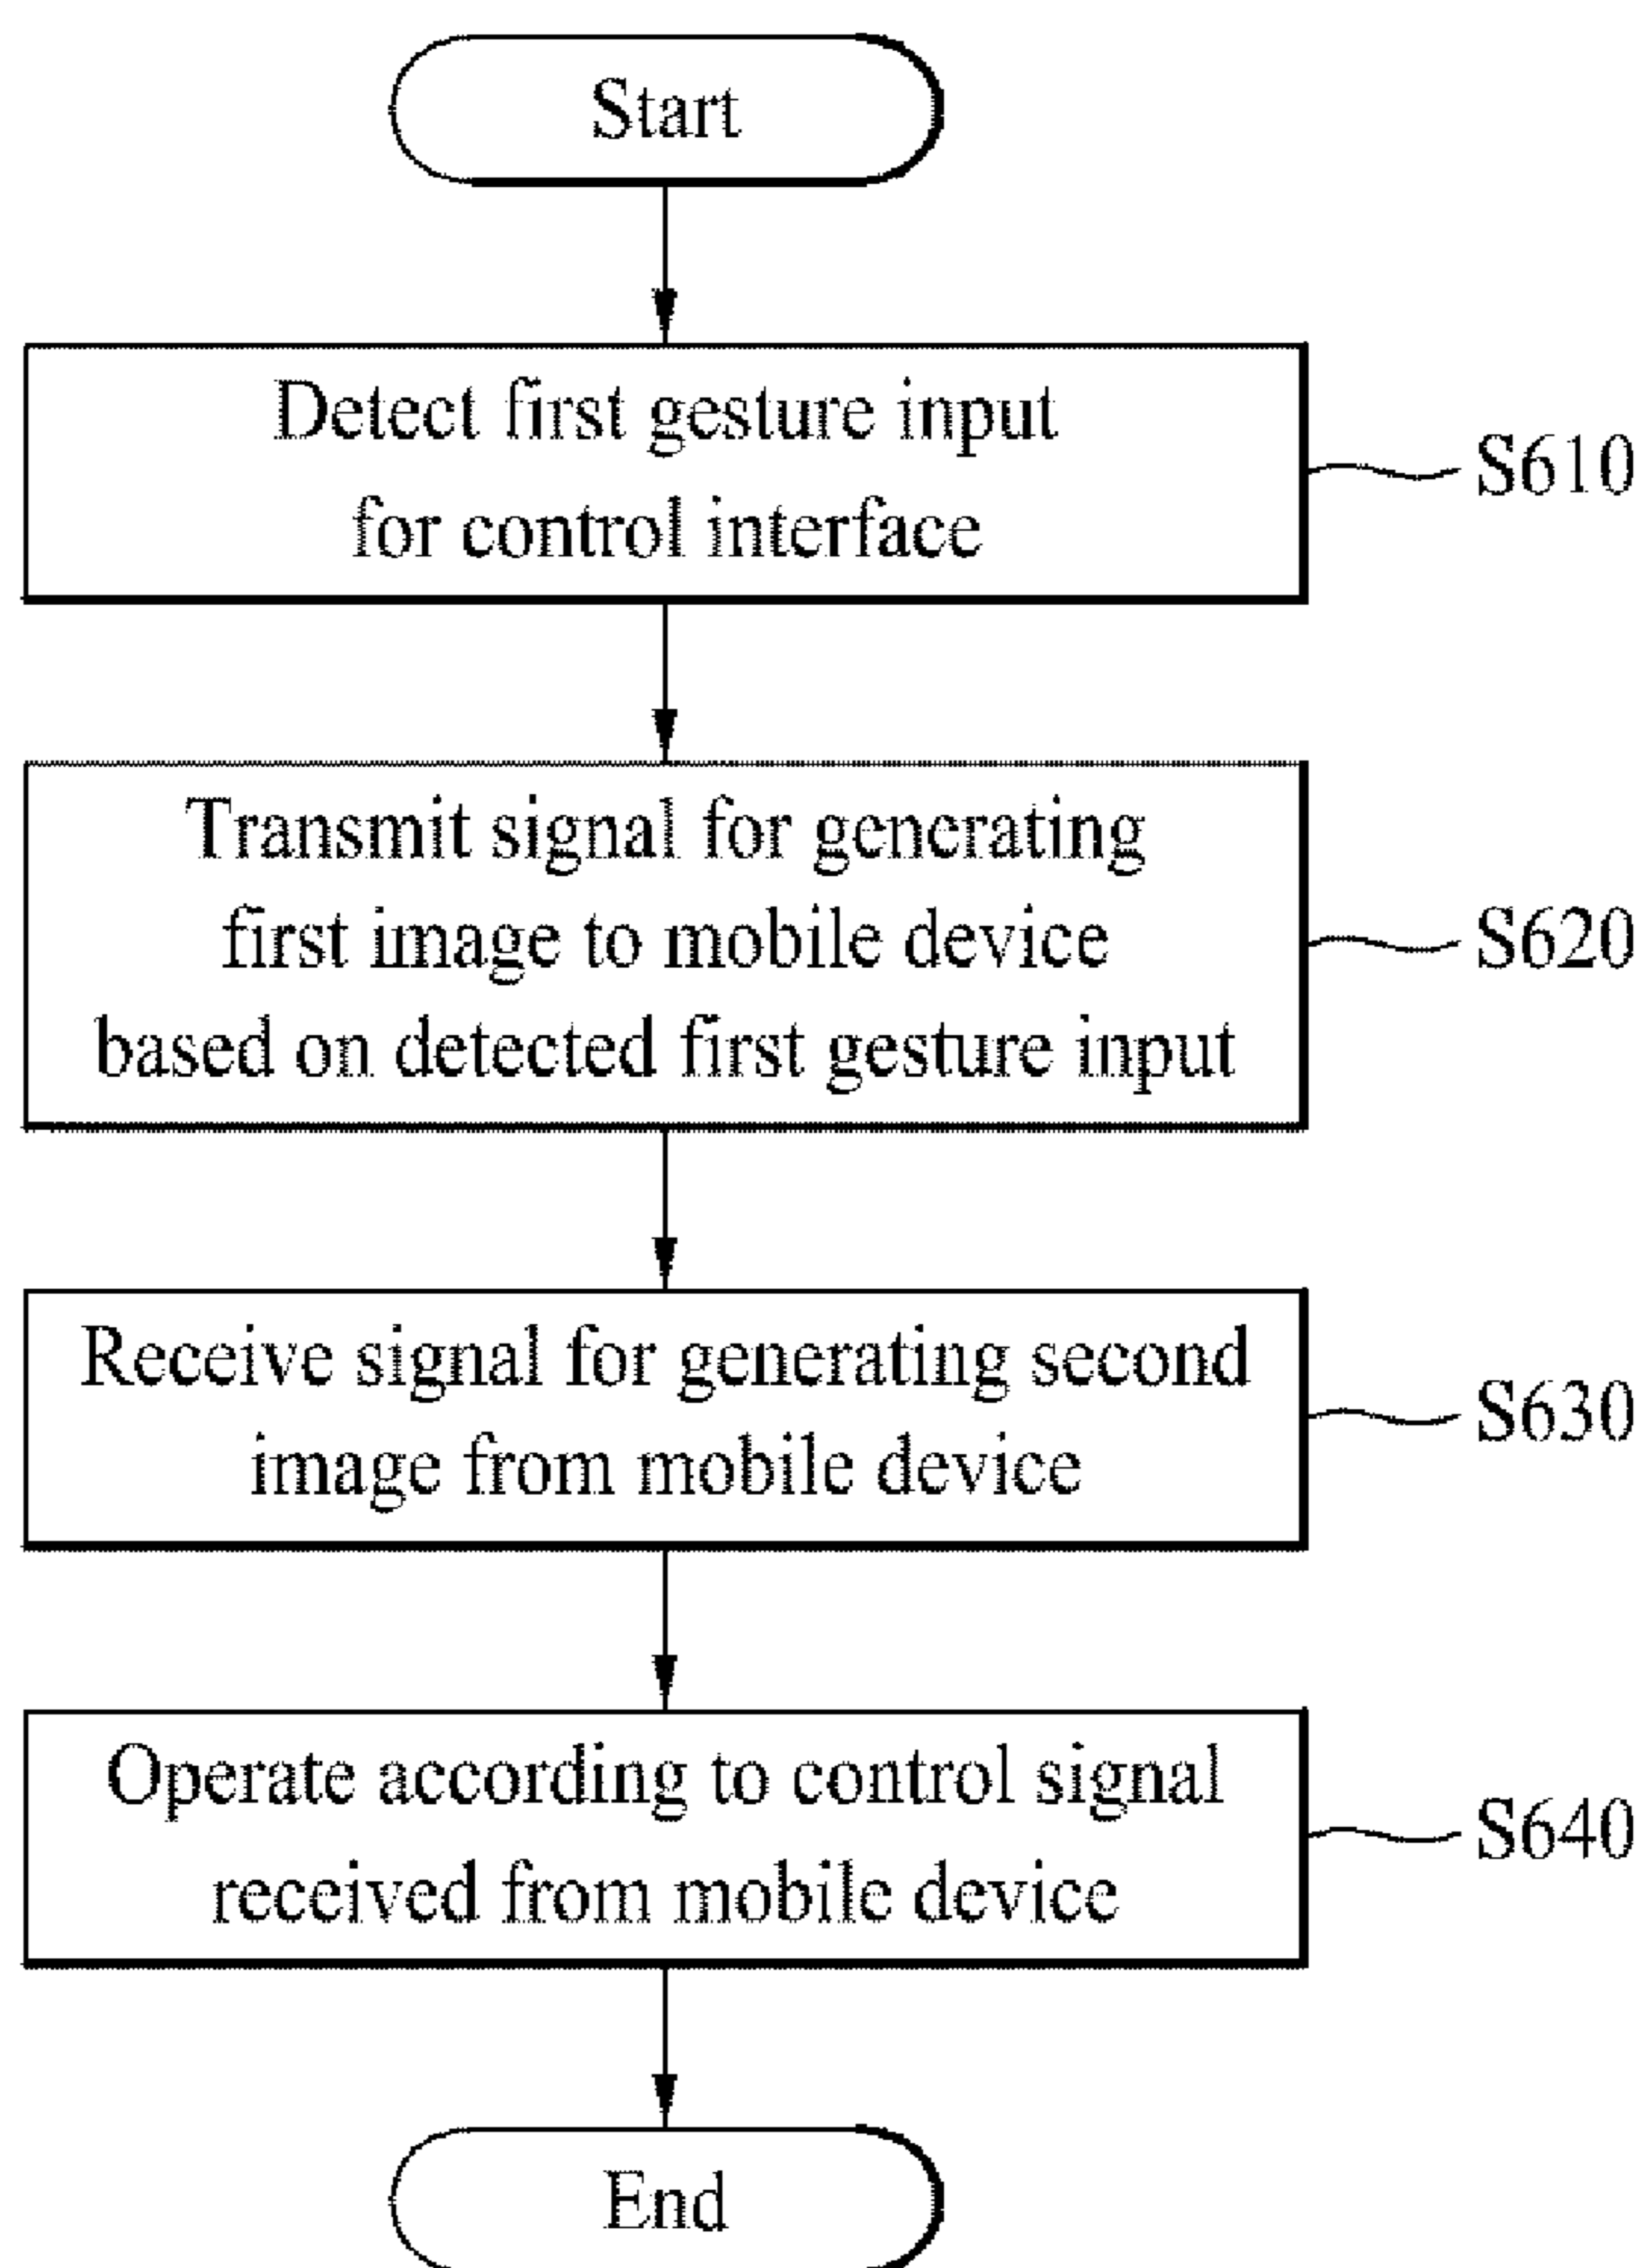 Start
Detect first gesture input
for control interface
S610
Transmit signal for generating
first image to mobile device
based on detected first gesture input
S620
Receive signal for generating second
image from mobile device
S630
Operate according to control signal
received from mobile device
S640
End